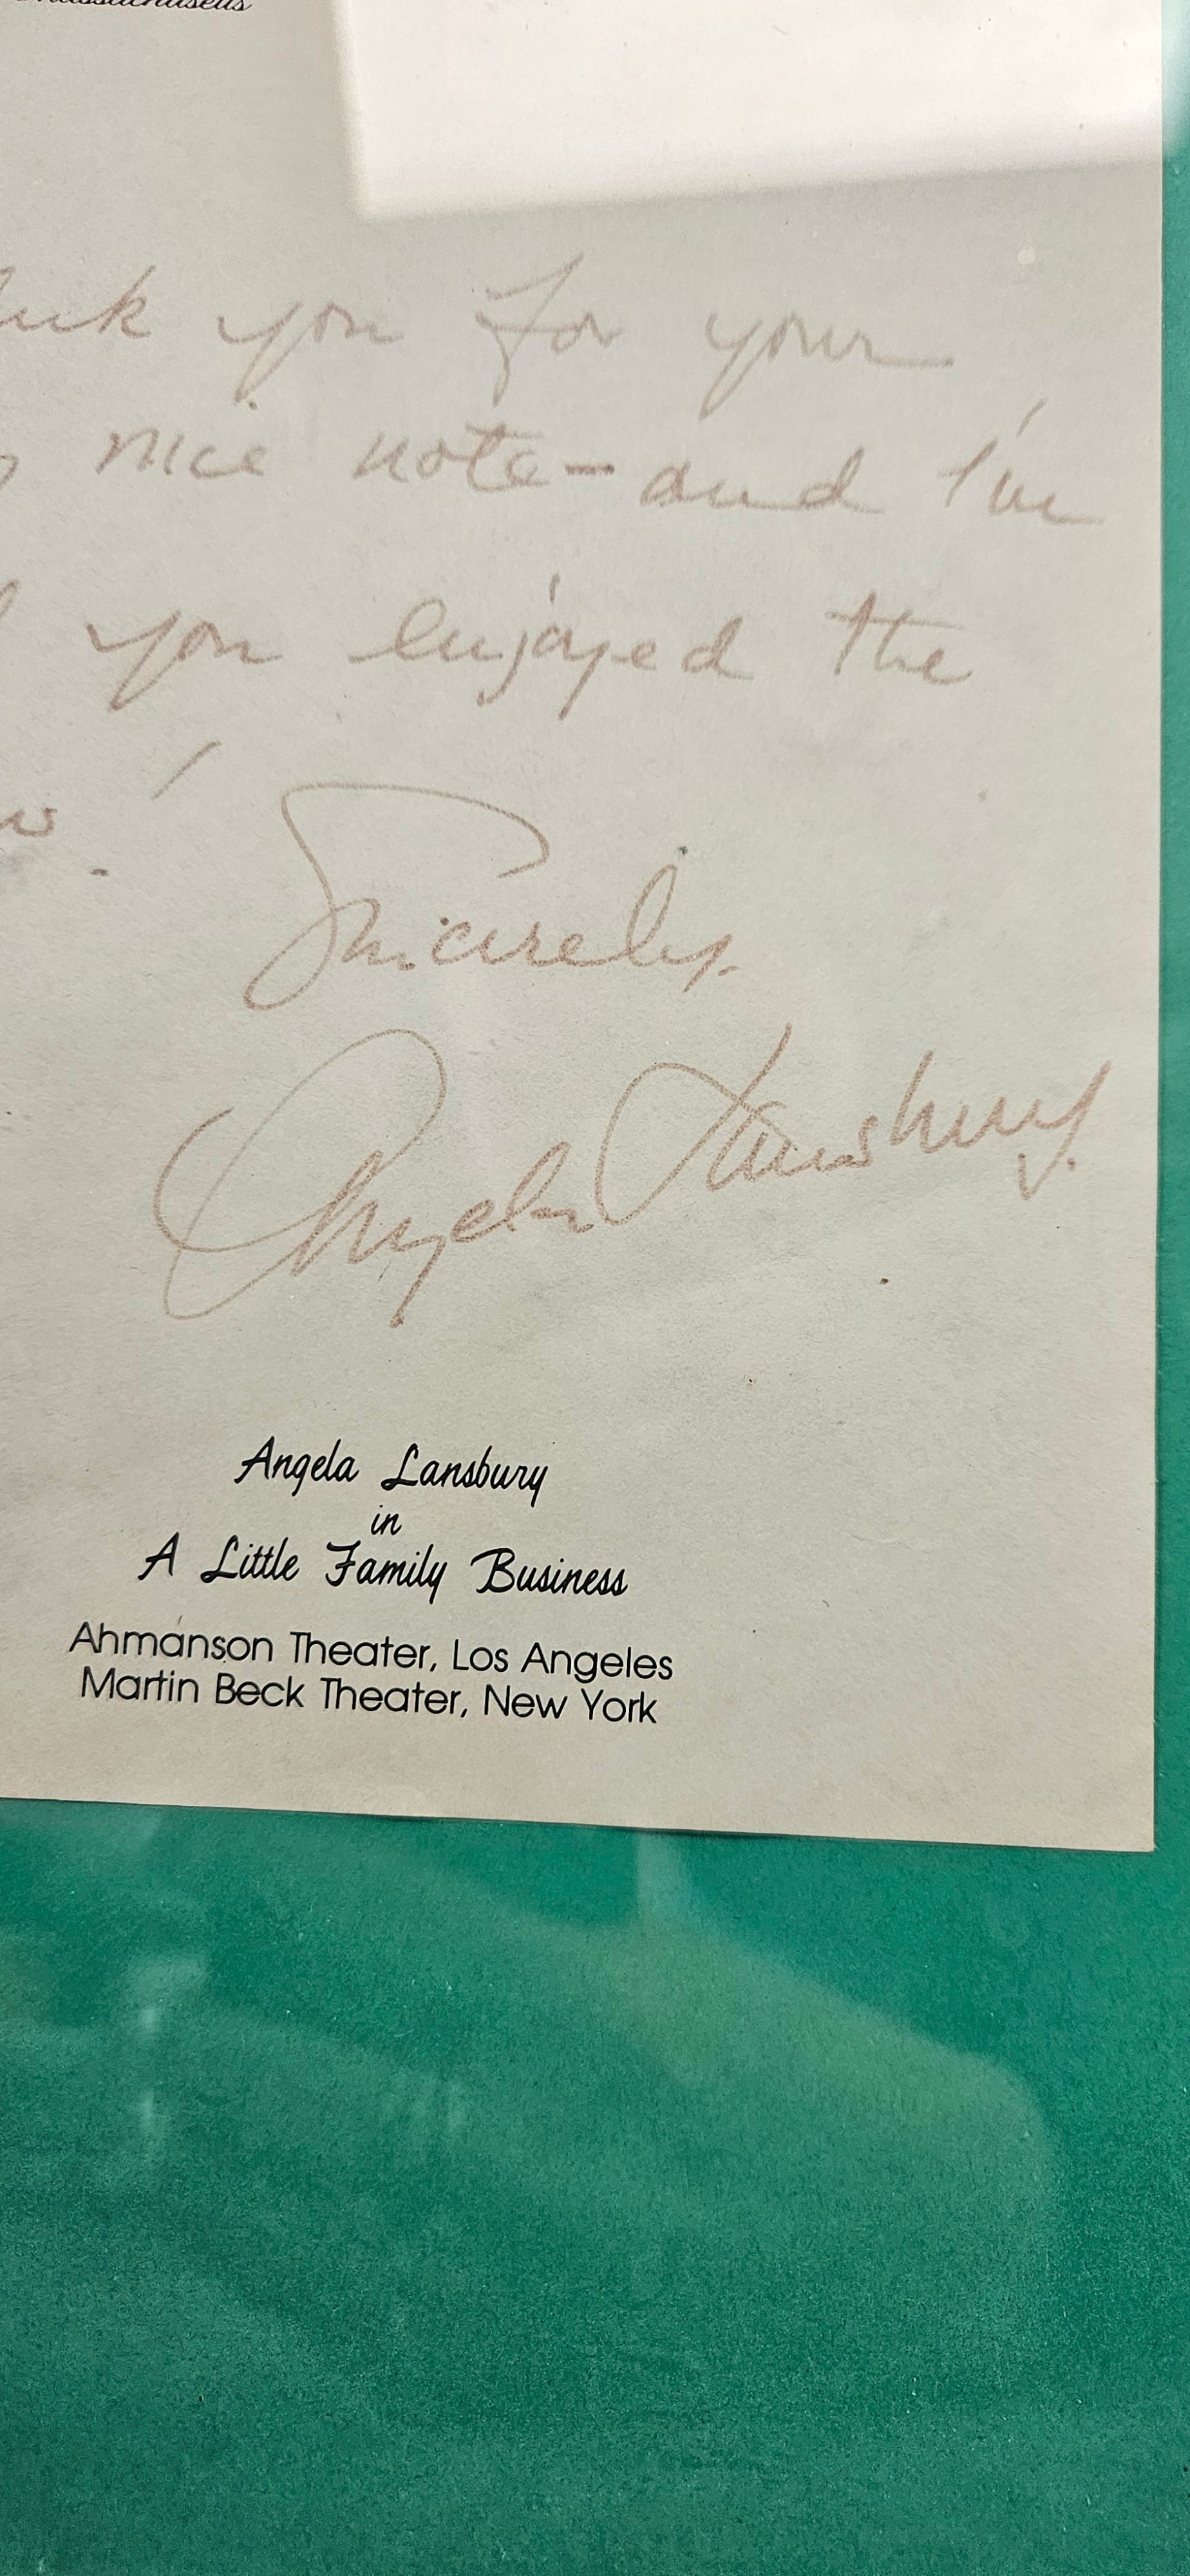 you for your
nice note - and I'm
you enjoyed the
Sincerely.
Angela Lansbury.
Angela Lansbury
in
A Little Family Business
Ahmanson Theater, Los Angeles
Martin Beck Theater, New York